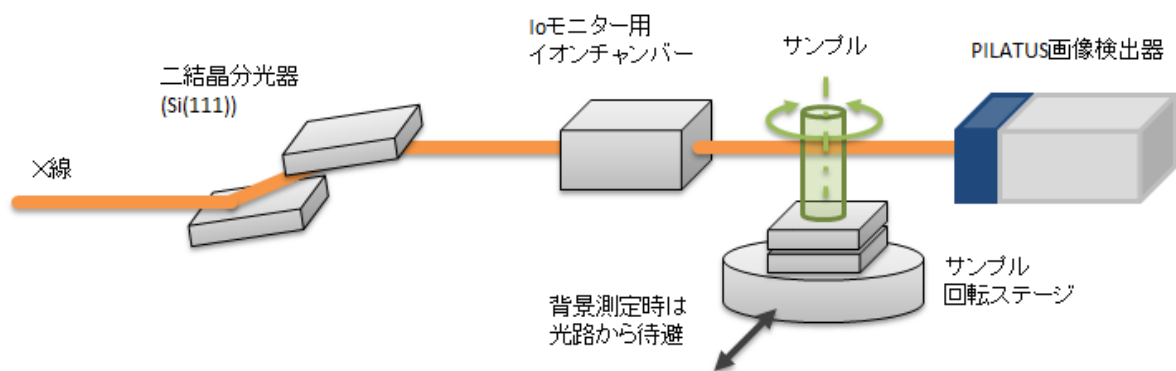 X線
二結晶分光器
(Si(111))
Ioモニター用
イオンチャンバー
サンプル
PILATUS画像検出器
サンプル
回転ステージ
背景測定時は
光路から待避